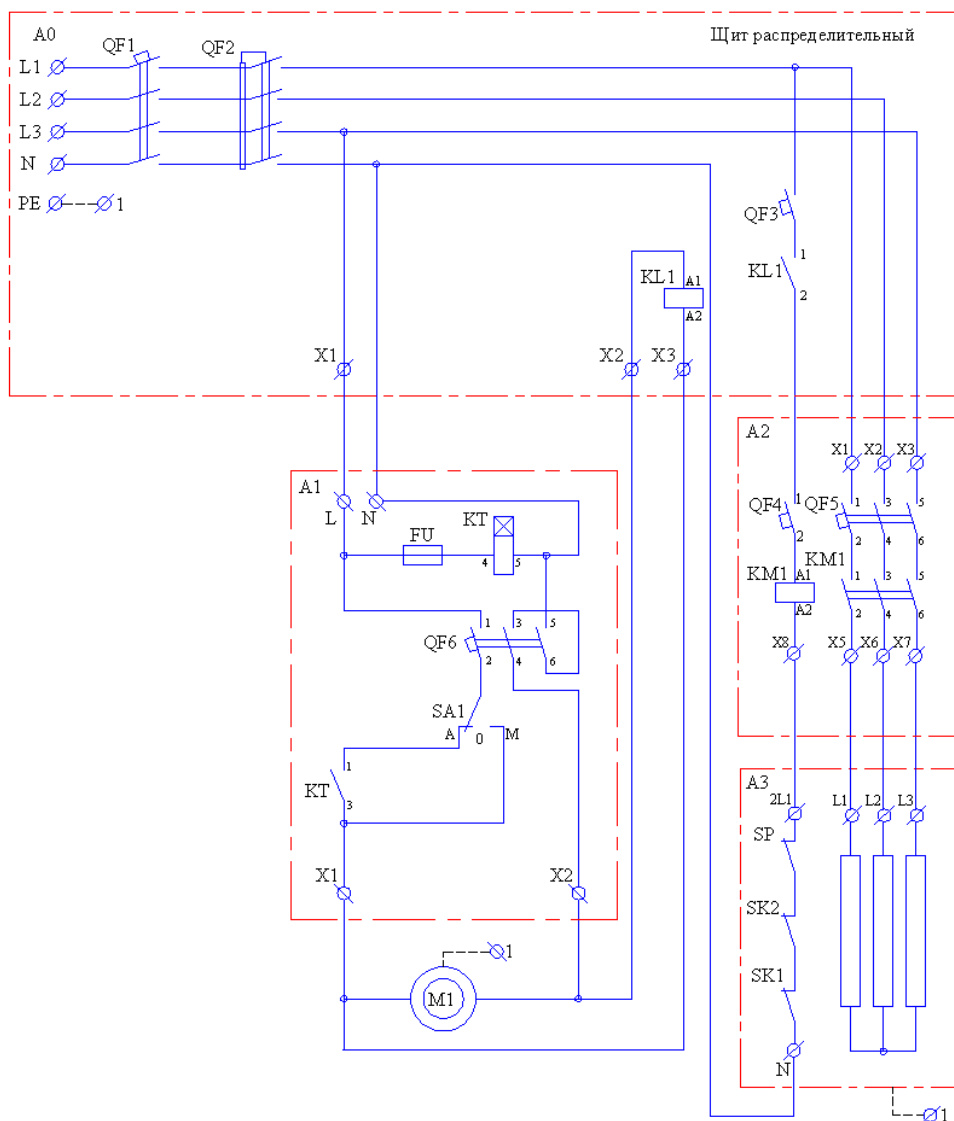 A0
QF1
QF2
Щит распределительный
L1
L2
L3
N
PE
1
QF3
KL1
1
2
KL1
A1
A2
X1
X2
X3
A2
X1
X2
X3
A1
L
N
KT
FU
4
5
QF4
1
2
QF5
1
3
5
2
4
6
KM1
A1
A2
KM1
1
3
5
2
4
6
QF6
1
3
5
2
4
6
X8
X5
X6
X7
SA1
A
0
M
KT
1
3
A3
2L1
L1
L2
L3
SP
X1
X2
SK2
1
M1
SK1
N
1